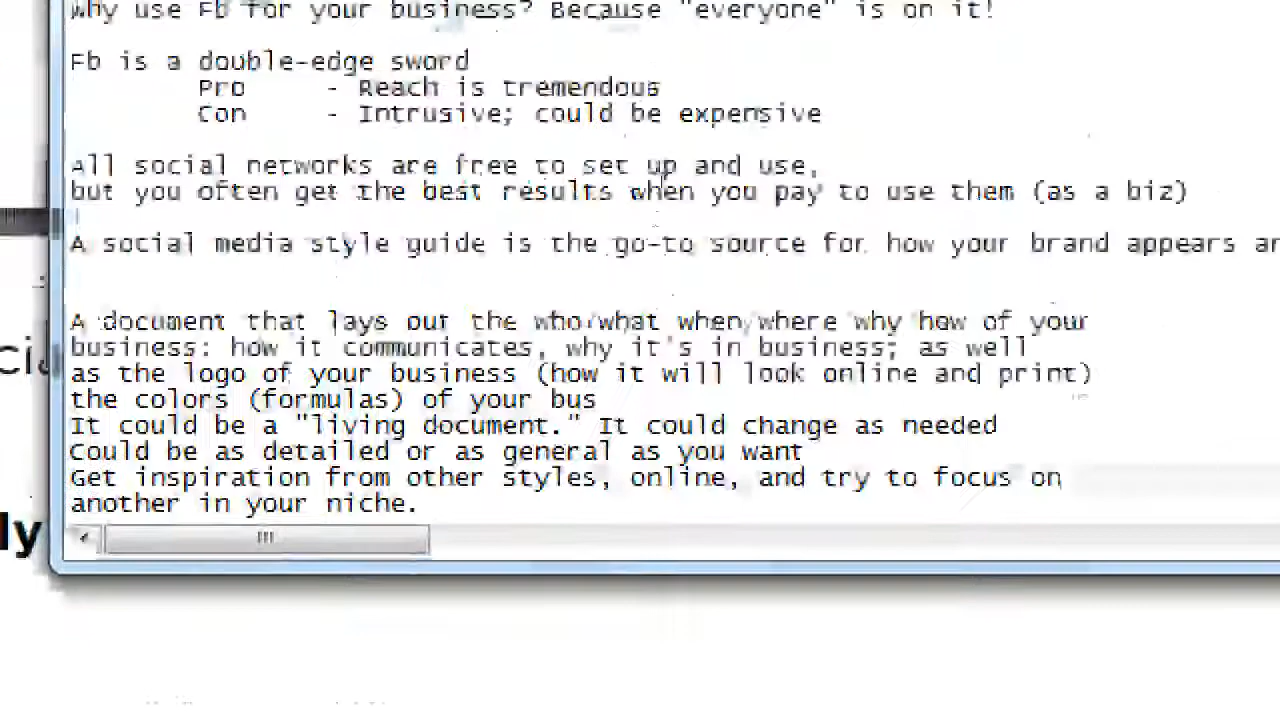 Why use Fb for your business? Because "everyone" is on it!
Fb is a double-edge sword
Pro - Reach is tremendous
Con - Intrusive; could be expensive
All social networks are free to set up and use,
but you often get the best results when you pay to use them (as a biz)
A social media style guide is the go-to source for how your brand appears
A document that lays out the who/what when/where why how of your
business: how it communicates, why it's in business; as well
as the logo of your business (how it will look online and print)
the colors (formulas) of your bus
It could be a "living document." It could change as needed
Could be as detailed or as general as you want
Get inspiration from other styles, online, and try to focus on
another in your niche.